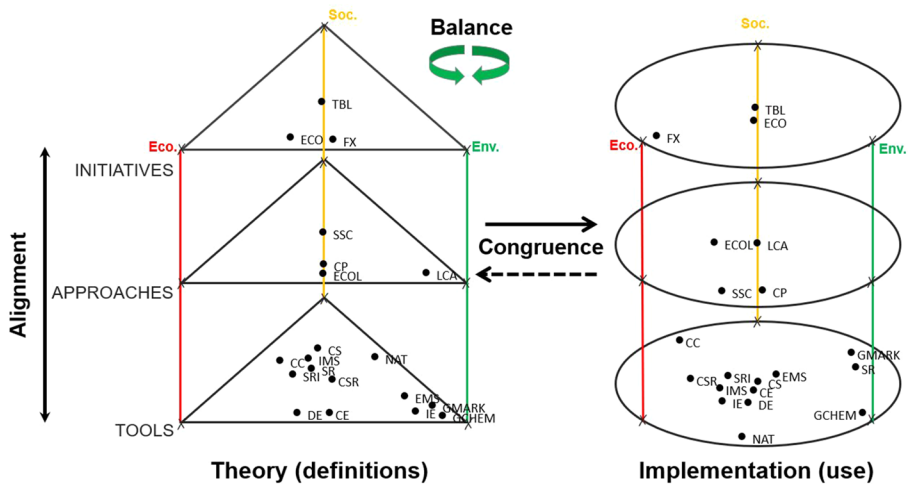 Soc.
Balance
Soc.
TBL
ECO
FX
Eco.
Env.
INITIATIVES
TBL
ECO
FX
Eco.
Env.
Alignment
SSC
CP
ECOL
LCA
APPROACHES
Congruence
ECOL
LCA
SSC
CP
CS
IMS
CC
SR
SRI
CSR
NAT
EMS
GMARK
IE
GCHEM
DE
CE
TOOLS
CC
GMARK
SR
EMS
SRI
CSR
CS
IMS
CE
IE
DE
GCHEM
NAT
Theory (definitions)
Implementation (use)